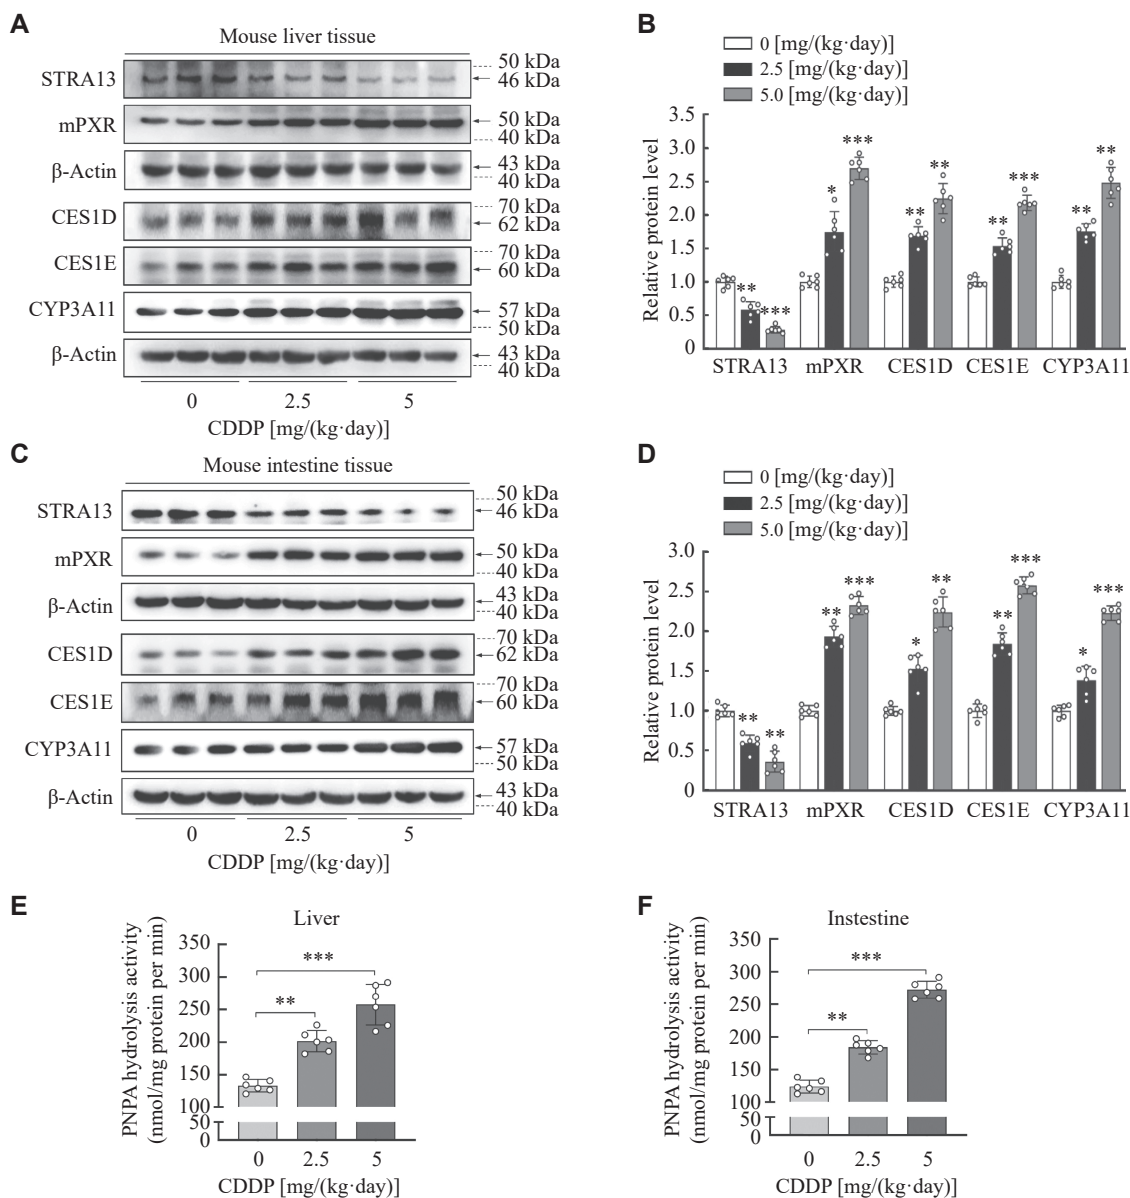 A
Mouse liver tissue
STRA13
50 kDa
46 kDa
mPXR
50 kDa
40 kDa
β-Actin
43 kDa
40 kDa
CES1D
70 kDa
62 kDa
CES1E
70 kDa
60 kDa
CYP3A11
57 kDa
50 kDa
β-Actin
43 kDa
40 kDa
0 2.5 5
CDDP [mg/(kg·day)]
B
0 [mg/(kg·day)]
2.5 [mg/(kg·day)]
5.0 [mg/(kg·day)]
Relative protein level
3.5
3.0
2.5
2.0
1.5
1.0
0.5
0
** *** * *** ** ** ** *** ** **
STRA13 mPXR CES1D CES1E CYP3A11
C
Mouse intestine tissue
STRA13
50 kDa
46 kDa
mPXR
50 kDa
40 kDa
β-Actin
43 kDa
40 kDa
CES1D
70 kDa
62 kDa
CES1E
70 kDa
60 kDa
CYP3A11
57 kDa
50 kDa
β-Actin
43 kDa
40 kDa
0 2.5 5
CDDP [mg/(kg·day)]
D
0 [mg/(kg·day)]
2.5 [mg/(kg·day)]
5.0 [mg/(kg·day)]
Relative protein level
3.0
2.5
2.0
1.5
1.0
0.5
0
** ** ** *** * ** ** *** * ***
STRA13 mPXR CES1D CES1E CYP3A11
E
Liver
PNPA hydrolysis activity
(nmol/mg protein per min)
350
300
250
200
150
100
50
0
***
**
0 2.5 5
CDDP [mg/(kg·day)]
F
Instestine
PNPA hydrolysis activity
(nmol/mg protein per min)
350
300
250
200
150
100
50
0
***
**
0 2.5 5
CDDP [mg/(kg·day)]